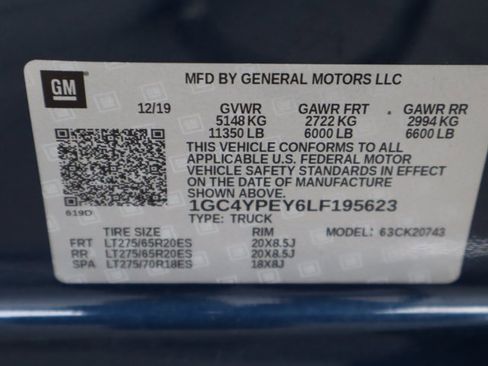 GM
MFD BY GENERAL MOTORS LLC
12/19 GVWR GAWR FRT GAWR RR
5148 KG 2722 KG 2994 KG
11350 LB 6000 LB 6600 LB
THIS VEHICLE CONFORMS TO ALL
APPLICABLE U.S. FEDERAL MOTOR
VEHICLE SAFETY STANDARDS IN
EFFECT ON THE DATE OF MANUFACTURE
SHOWN ABOVE.
619D 1GC4YPEY6LF195623
TYPE: TRUCK
TIRE SIZE RIM MODEL: 63CK20743
FRT LT275/65R20ES 20X8.5J
RR LT275/65R20ES 20X8.5J
SPA LT275/70R18ES 18X8J